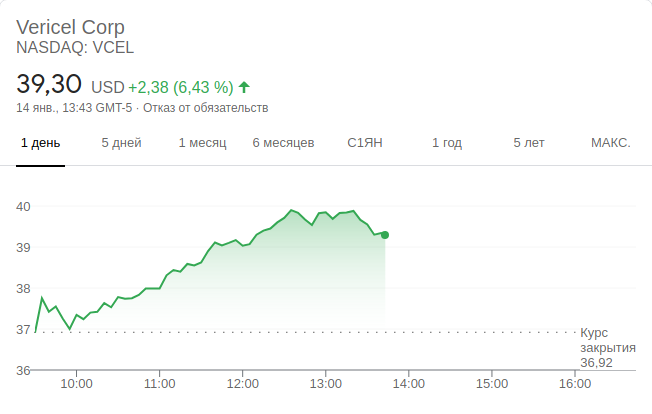 Vericel Corp
NASDAQ: VCEL
39,30 USD +2,38 (6,43 %)
14 янв., 13:43 GMT-5 · Отказ от обязательств
1 день 5 дней 1 месяц 6 месяцев С1ЯН 1 год 5 лет МАКС.
40
39
38
37
36
Курс
закрытия
36,92
10:00 11:00 12:00 13:00 14:00 15:00 16:00